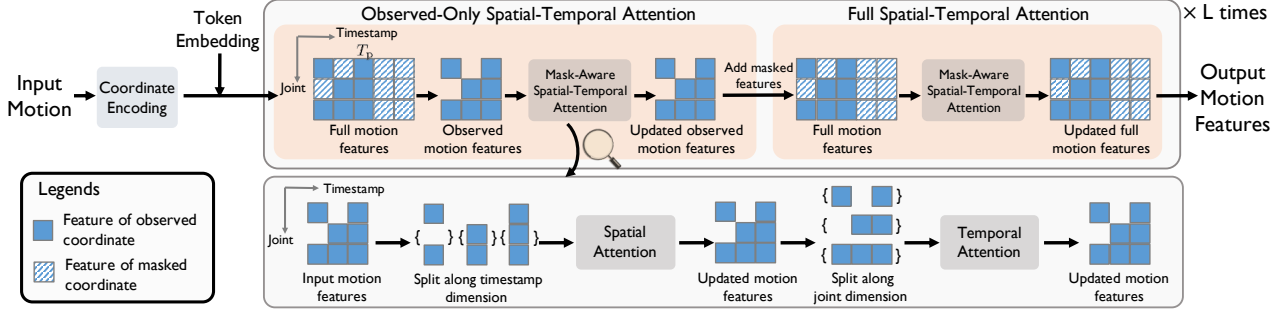 Observed-Only Spatial-Temporal Attention
Full Spatial-Temporal Attention
× L times
Token
Embedding
Timestamp
T_p
Joint
Input
Motion
Coordinate
Encoding
Full motion
features
Observed
motion features
Mask-Aware
Spatial-Temporal
Attention
Updated observed
motion features
Add masked
features
Full motion
features
Mask-Aware
Spatial-Temporal
Attention
Updated full
motion features
Output
Motion
Features
Legends
Feature of observed
coordinate
Feature of masked
coordinate
Timestamp
Joint
Input motion
features
{ } { } { }
Split along timestamp
dimension
Spatial
Attention
Updated motion
features
{ }
{ }
{ }
Split along
joint dimension
Temporal
Attention
Updated motion
features